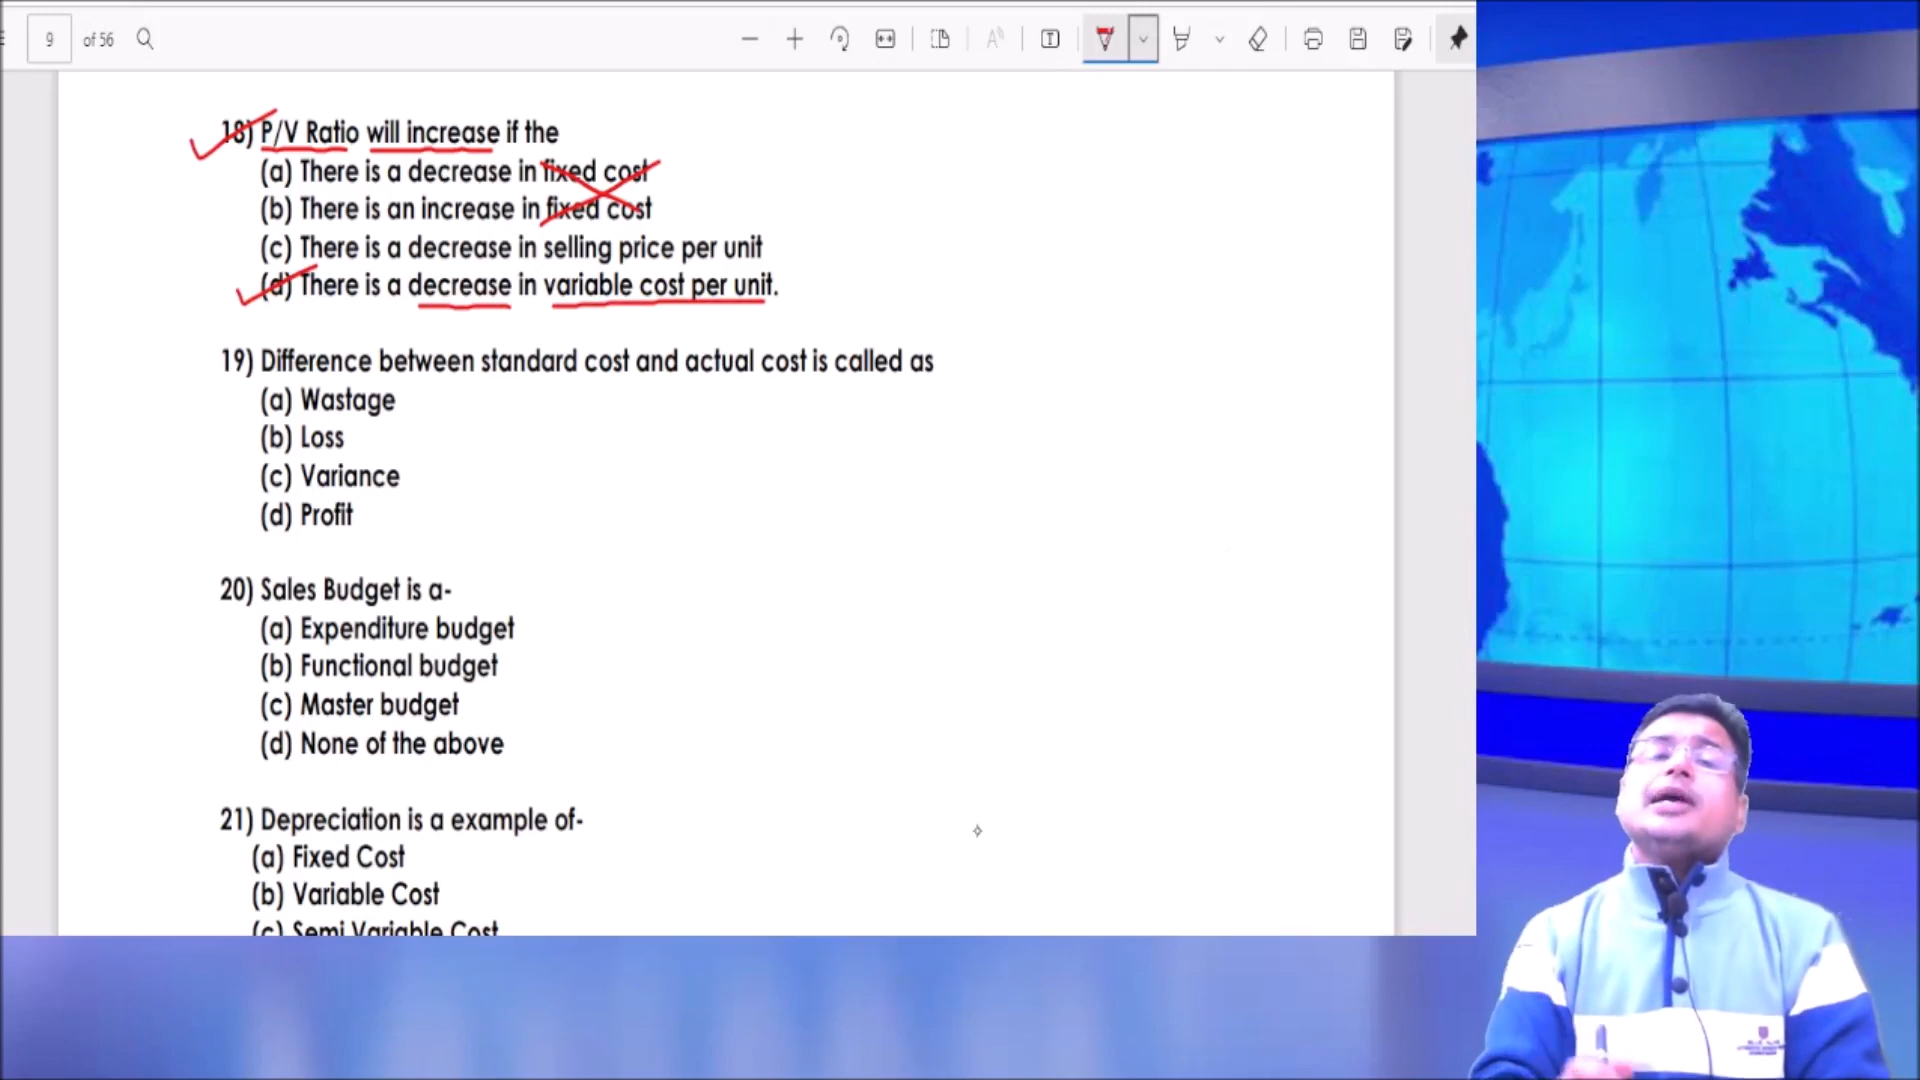 9 of 56
18) P/V Ratio will increase if the
(a) There is a decrease in fixed cost
(b) There is an increase in fixed cost
(c) There is a decrease in selling price per unit
(d) There is a decrease in variable cost per unit.
19) Difference between standard cost and actual cost is called as
(a) Wastage
(b) Loss
(c) Variance
(d) Profit
20) Sales Budget is a-
(a) Expenditure budget
(b) Functional budget
(c) Master budget
(d) None of the above
21) Depreciation is a example of-
(a) Fixed Cost
(b) Variable Cost
(c) Semi Variable Cost